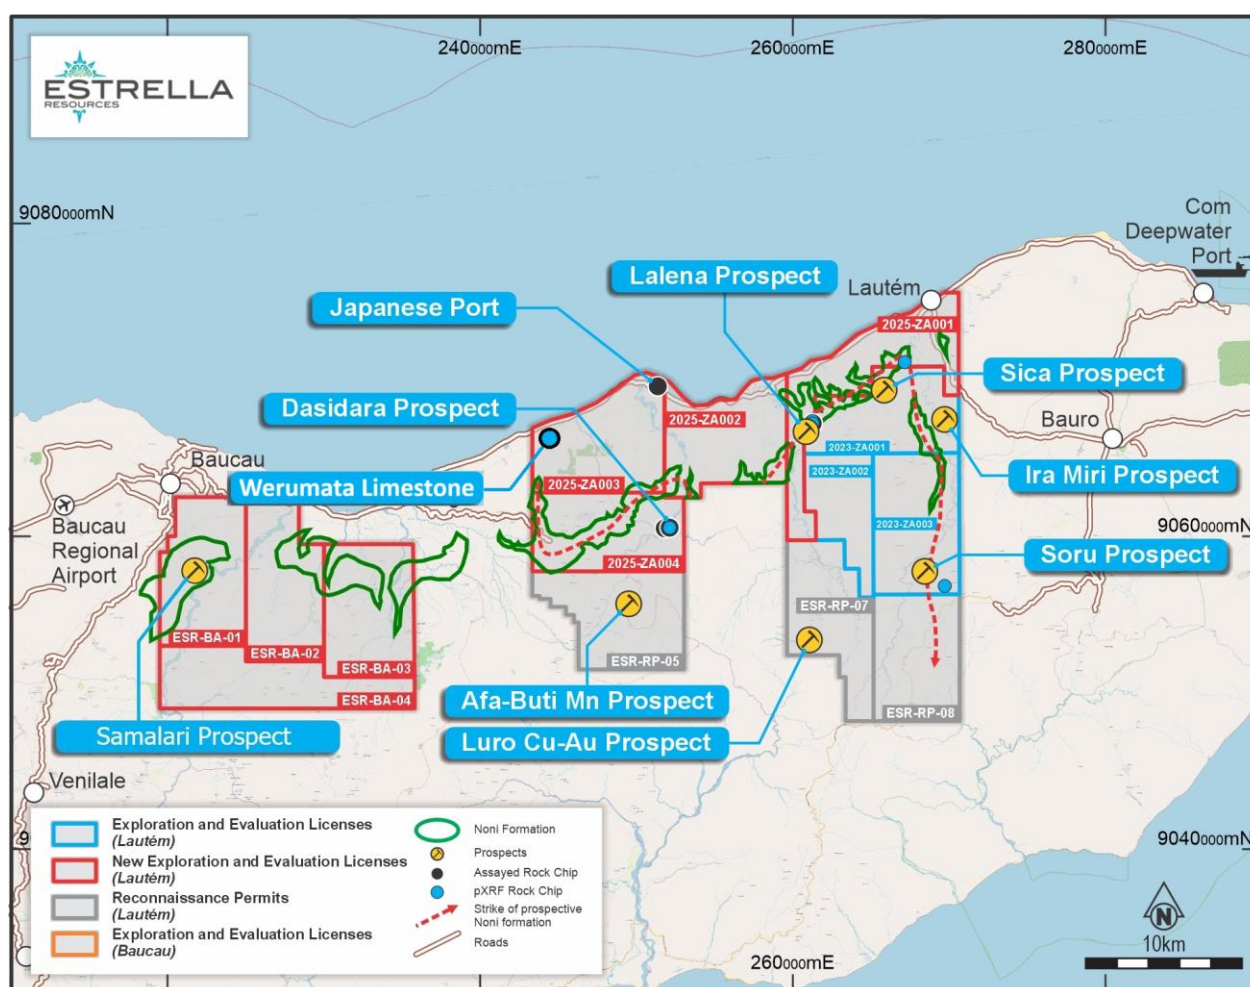 ESTRELLA
RESOURCES
240000mE
260000mE
280000mE
9080000mN
Com
Deepwater
Port
Lalena Prospect
Lautém
Japanese Port
2025-ZA001
Sica Prospect
Dasidara Prospect
2025-ZA002
Bauro
2023-ZA001
Baucau
2023-ZA002
Ira Miri Prospect
Werumata Limestone
2025-ZA003
Baucau
Regional
Airport
2023-ZA003
9060000mN
2025-ZA004
Soru Prospect
ESR-RP-07
ESR-BA-01
ESR-BA-02
ESR-BA-03
ESR-RP-05
ESR-BA-04
Afa-Buti Mn Prospect
ESR-RP-08
Samalari Prospect
Luro Cu-Au Prospect
Venilale
Exploration and Evaluation Licenses
(Lautém)
New Exploration and Evaluation Licenses
(Lautém)
Reconnaissance Permits
(Lautém)
Exploration and Evaluation Licenses
(Baucau)
Noni Formation
Prospects
Assayed Rock Chip
pXRF Rock Chip
Strike of prospective
Noni formation
Roads
9040000mN
N
10km
260000mE